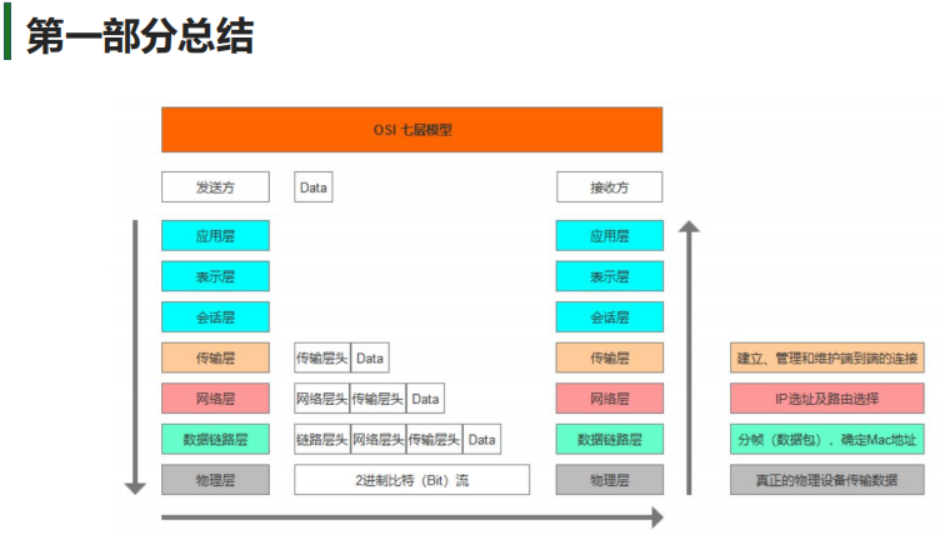 第一部分总结
OSI 七层模型
发送方 Data 接收方
应用层 应用层
表示层 表示层
会话层 会话层
传输层 传输层头 Data 传输层 建立、管理和维护端到端的连接
网络层 网络层头 传输层头 Data 网络层 IP选址及路由选择
数据链路层 链路层头 网络层头 传输层头 Data 数据链路层 分帧（数据包），确定Mac地址
物理层 2进制比特（Bit）流 物理层 真正的物理设备传输数据